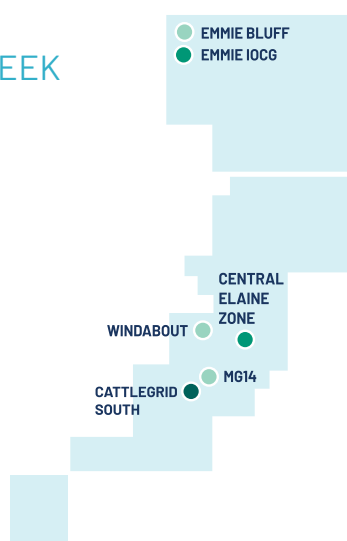 EEK
EMMIE BLUFF
EMMIE IOCG
CENTRAL
ELAINE
ZONE
WINDABOUT
MG14
CATTLEGRID
SOUTH